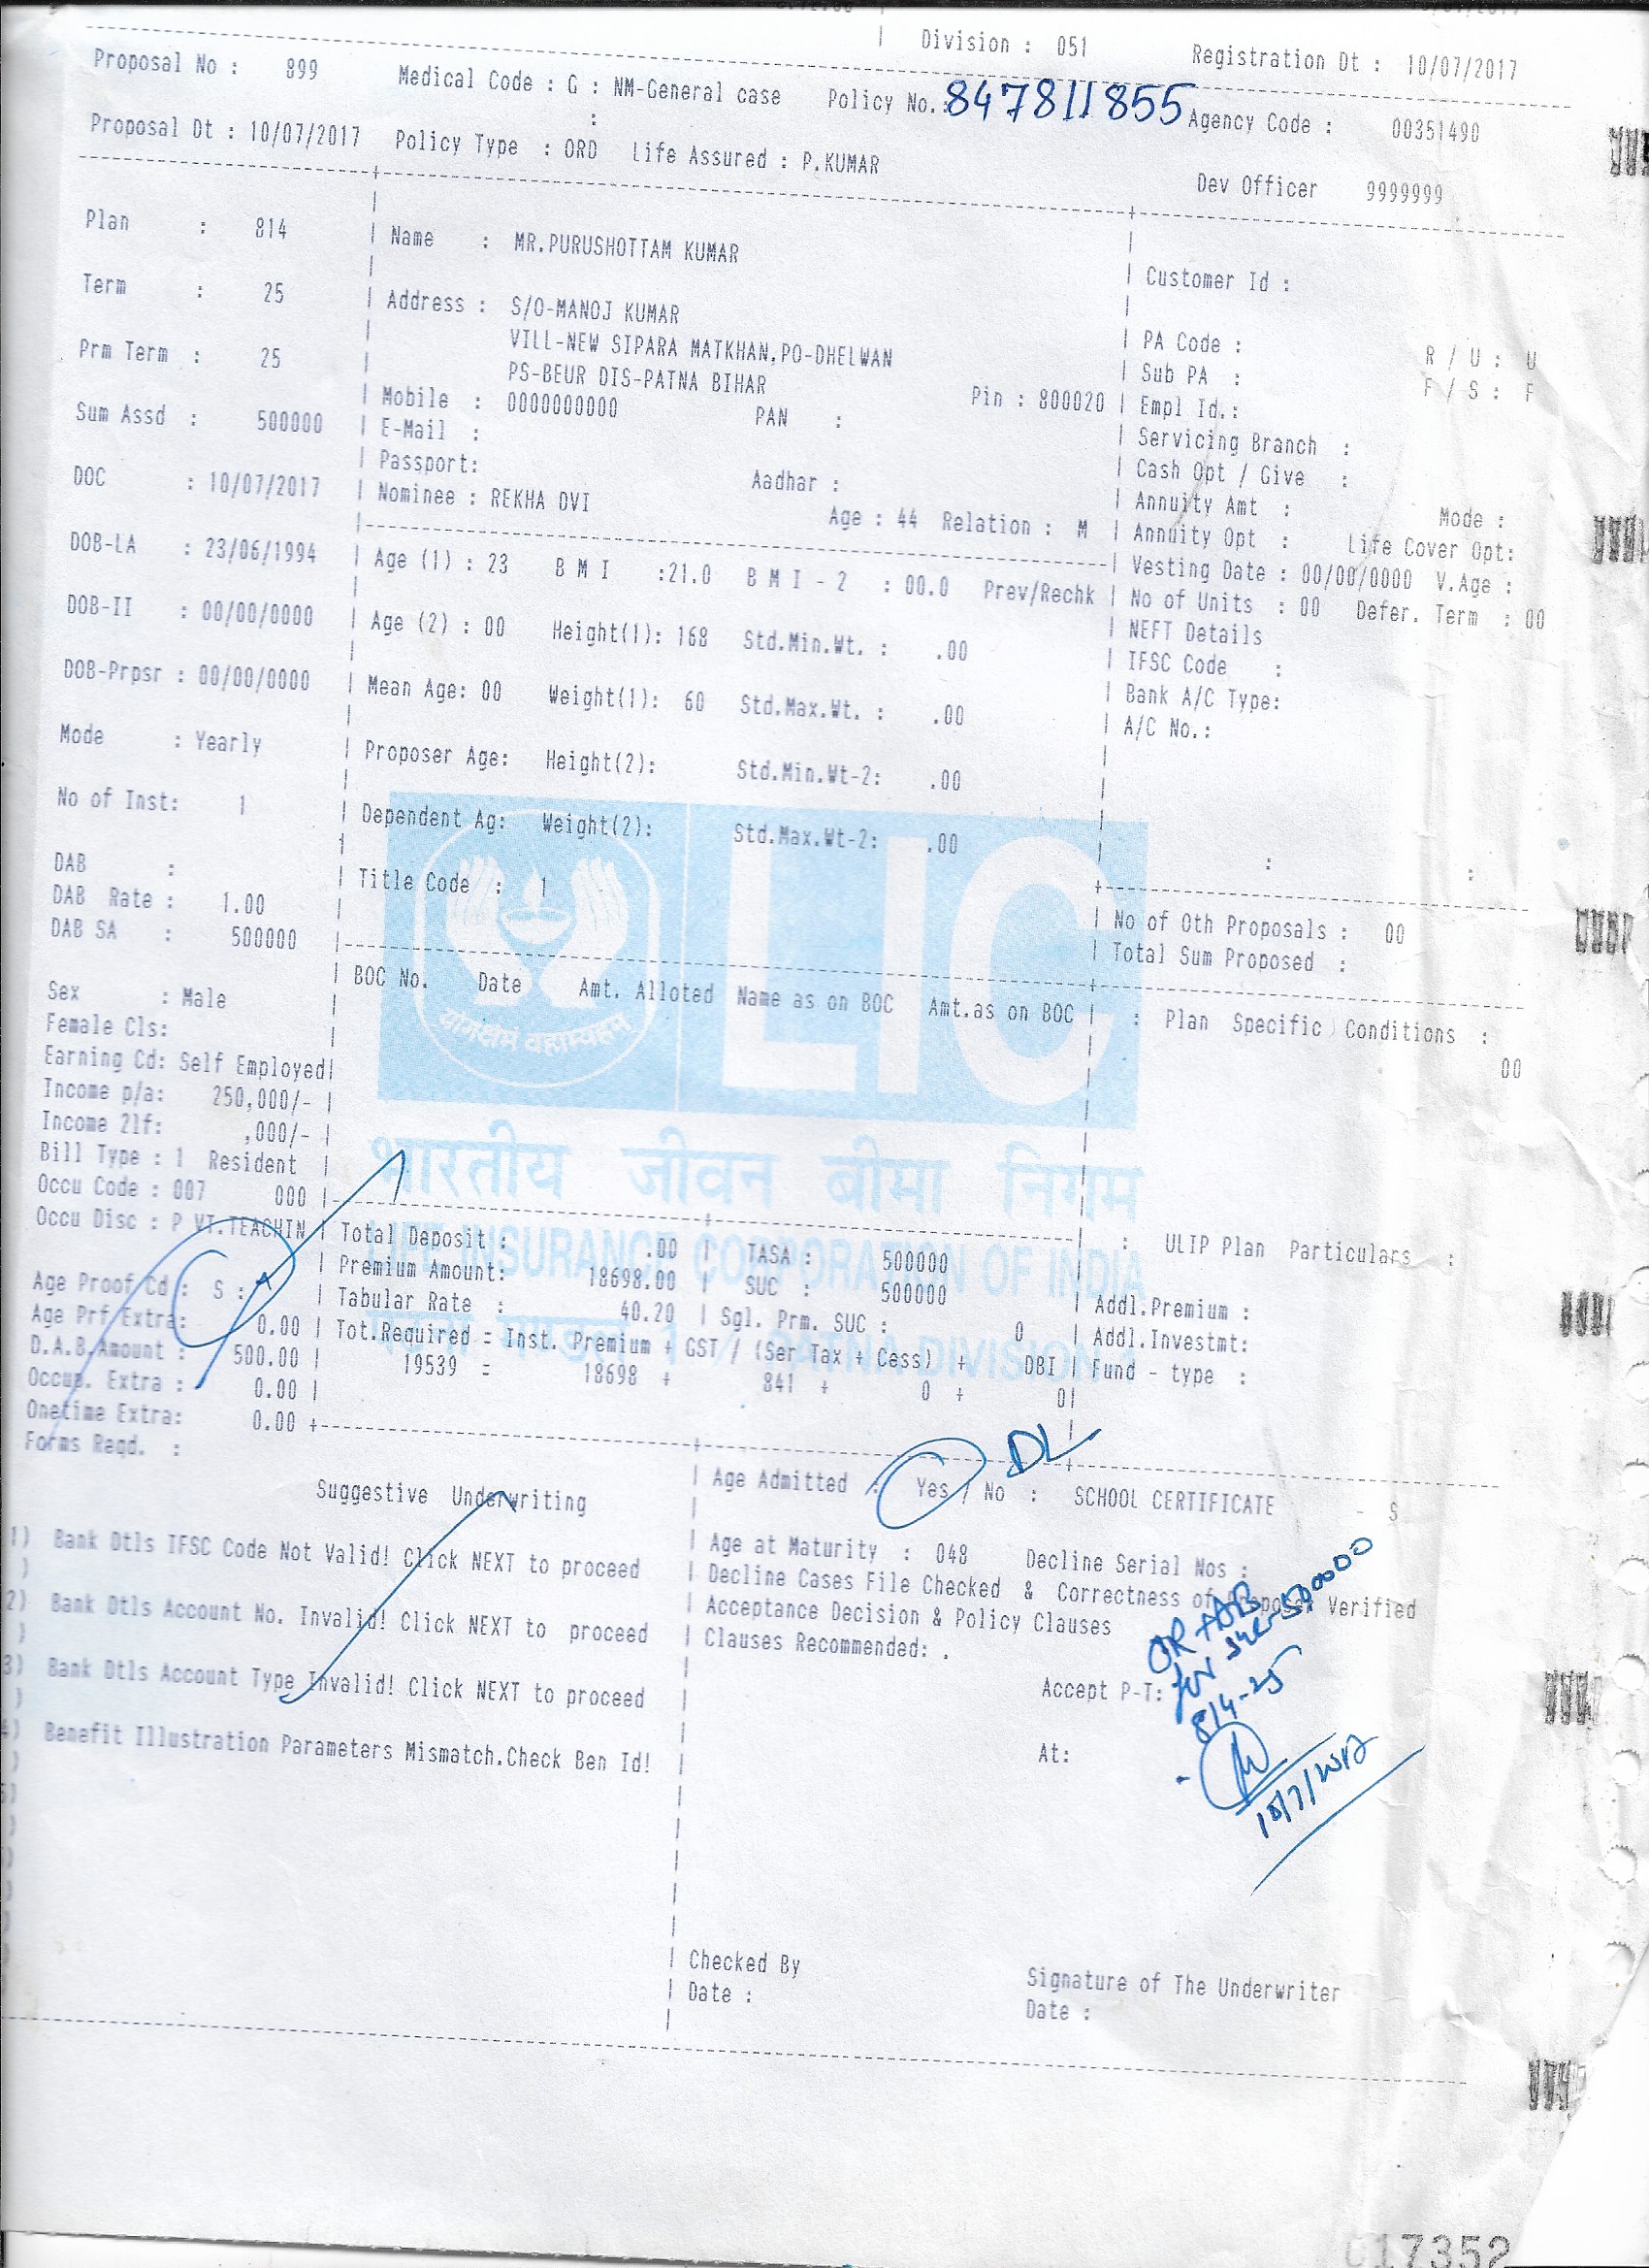 Division : 051
Registration Dt : 10/07/2017
Proposal No : 899
Medical Code : G : NM-General case
Policy No.: 847811855
Agency Code : 00351490
:
Proposal Dt : 10/07/2017
Policy Type : ORD
Life Assured : P.KUMAR
Dev Officer 9999999
Plan : 814
Term : 25
Prm Term : 25
Sum Assd : 500000
DOC : 10/07/2017
DOB-LA : 23/06/1994
DOB-II : 00/00/0000
DOB-Prpsr : 00/00/0000
Mode : Yearly
No of Inst: 1
DAB :
DAB Rate : 1.00
DAB SA : 500000
Sex : Male
Female Cls:
Earning Cd: Self Employed
Income p/a: 250,000/-
Income 2lf: ,000/-
Bill Type : 1 Resident
Occu Code : 007 000
Occu Disc : P VT.TEACHIN
Age Proof Cd : S :
Age Prf Extra: 0.00
D.A.B.Amount : 500.00
Occup. Extra : 0.00
Onetime Extra: 0.00
Forms Reqd. :
Name : MR.PURUSHOTTAM KUMAR
Address : S/O-MANOJ KUMAR
VILL-NEW SIPARA MATKHAN,PO-DHELWAN
PS-BEUR DIS-PATNA BIHAR
Pin : 800020
Mobile : 0000000000
PAN :
E-Mail :
Passport:
Aadhar :
Nominee : REKHA DVI
Age : 44 Relation : M
Age (1) : 23 B M I :21.0 B M I - 2 : 00.0 Prev/Rechk
Age (2) : 00 Height(1): 168 Std.Min.Wt. : .00
Mean Age: 00 Weight(1): 60 Std.Max.Wt. : .00
Proposer Age: Height(2): Std.Min.Wt-2: .00
Dependent Ag: Weight(2): Std.Max.Wt-2: .00
Title Code : 1
BOC No. Date Amt. Alloted Name as on BOC Amt.as on BOC
LIC
योगक्षेमं वहाम्यहम्
भारतीय जीवन बीमा निगम
LIFE INSURANCE CORPORATION OF INDIA
Total Deposit : .00 | TASA : 500000
Premium Amount: 18698.00 | SUC : 500000
Tabular Rate : 40.20 | Sgl. Prm. SUC : 0
Tot.Required = Inst. Premium + GST / (Ser Tax + Cess) + DBI
19539 = 18698 + 841 + 0 + 0
Customer Id :
PA Code : R / U : U
Sub PA : F / S : F
Empl Id.:
Servicing Branch :
Cash Opt / Give :
Annuity Amt : Mode :
Annuity Opt : Life Cover Opt:
Vesting Date : 00/00/0000 V.Age :
No of Units : 00 Defer. Term : 00
NEFT Details
IFSC Code :
Bank A/C Type:
A/C No.:
: :
No of Oth Proposals : 00
Total Sum Proposed :
: Plan Specific Conditions :
00
: ULIP Plan Particulars :
Addl.Premium :
Addl.Investmt:
Fund - type :
Suggestive Underwriting
1) Bank Dtls IFSC Code Not Valid! Click NEXT to proceed
)
2) Bank Dtls Account No. Invalid! Click NEXT to proceed
)
3) Bank Dtls Account Type Invalid! Click NEXT to proceed
)
4) Benefit Illustration Parameters Mismatch.Check Ben Id!
)
DL
Age Admitted : Yes / No : SCHOOL CERTIFICATE - S
Age at Maturity : 048 Decline Serial Nos :
Decline Cases File Checked & Correctness of Verified
Acceptance Decision & Policy Clauses
Clauses Recommended: .
Accept P-T:
At:
OR +AB
for 500000
814-25
10/7/2017
Checked By
Date :
Signature of The Underwriter
Date :
017352